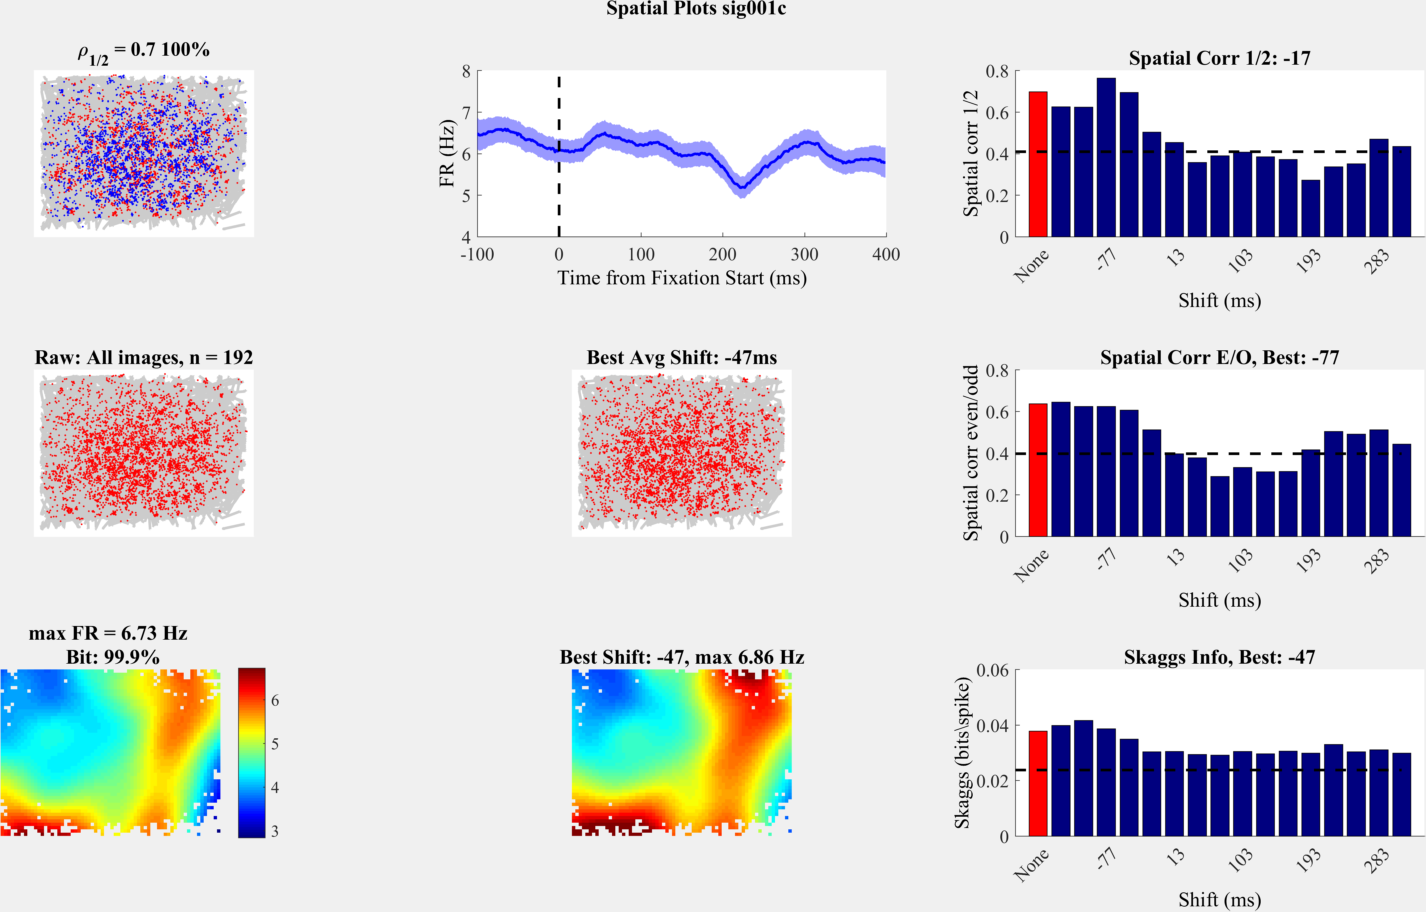 Spatial Plots sig001c
ρ1/2 = 0.7 100%
8
7
6
5
4
FR (Hz)
-100
0
100
200
300
400
Time from Fixation Start (ms)
Spatial Corr 1/2: -17
0.8
0.6
0.4
0.2
0
Spatial corr 1/2
None
-77
13
103
193
283
Shift (ms)
Raw: All images, n = 192
Best Avg Shift: -47ms
Spatial Corr E/O, Best: -77
0.8
0.6
0.4
0.2
0
Spatial corr even/odd
None
-77
13
103
193
283
Shift (ms)
max FR = 6.73 Hz
Bit: 99.9%
6
5
4
3
Best Shift: -47, max 6.86 Hz
Skaggs Info, Best: -47
0.06
0.04
0.02
0
Skaggs (bits\spike)
None
-77
13
103
193
283
Shift (ms)